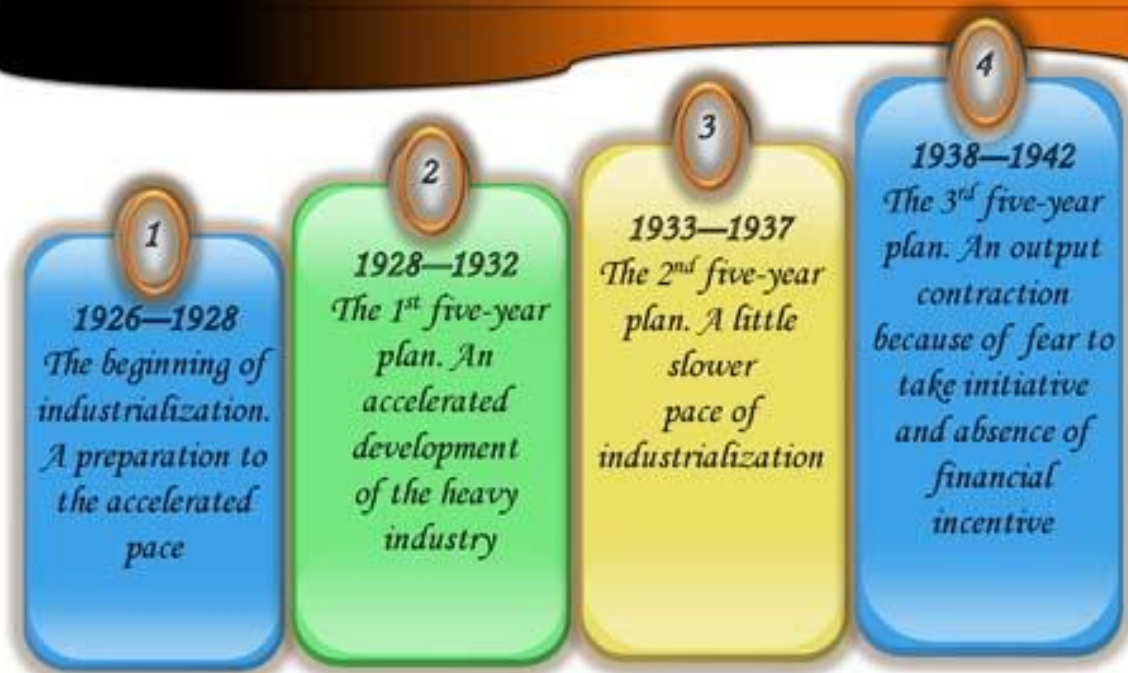 1
1926—1928
The beginning of
industrialization.
A preparation to
the accelerated
pace
2
1928—1932
The 1st five-year
plan. An
accelerated
development
of the heavy
industry
3
1933—1937
The 2nd five-year
plan. A little
slower
pace of
industrialization
4
1938—1942
The 3rd five-year
plan. An output
contraction
because of fear to
take initiative
and absence of
financial
incentive